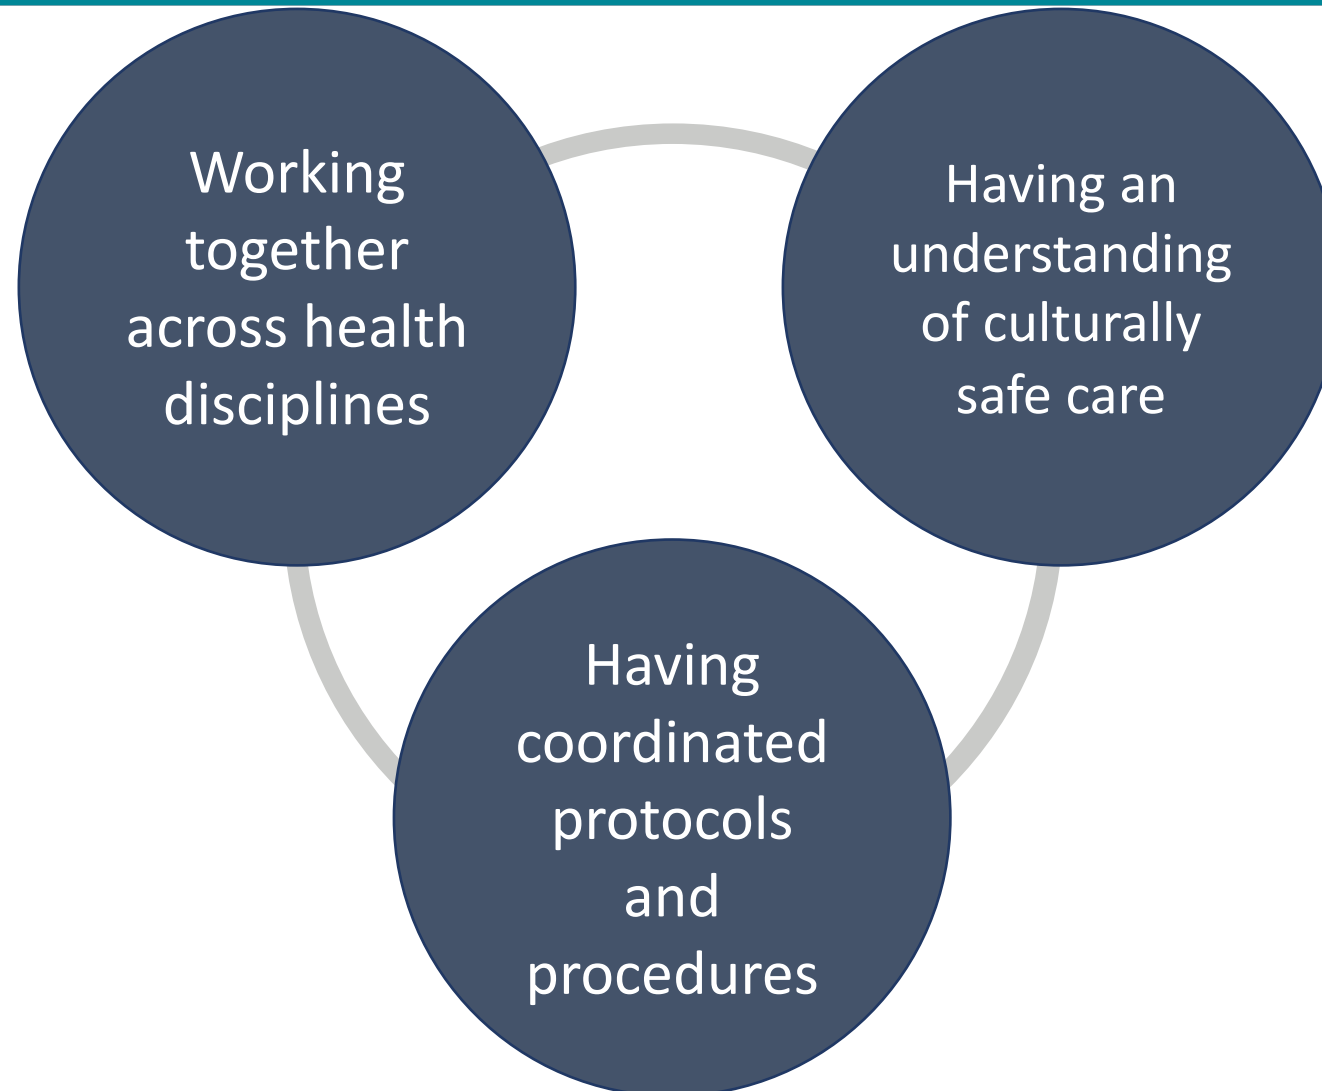 Working
together
across health
disciplines
Having an
understanding
of culturally
safe care
Having
coordinated
protocols
and
procedures